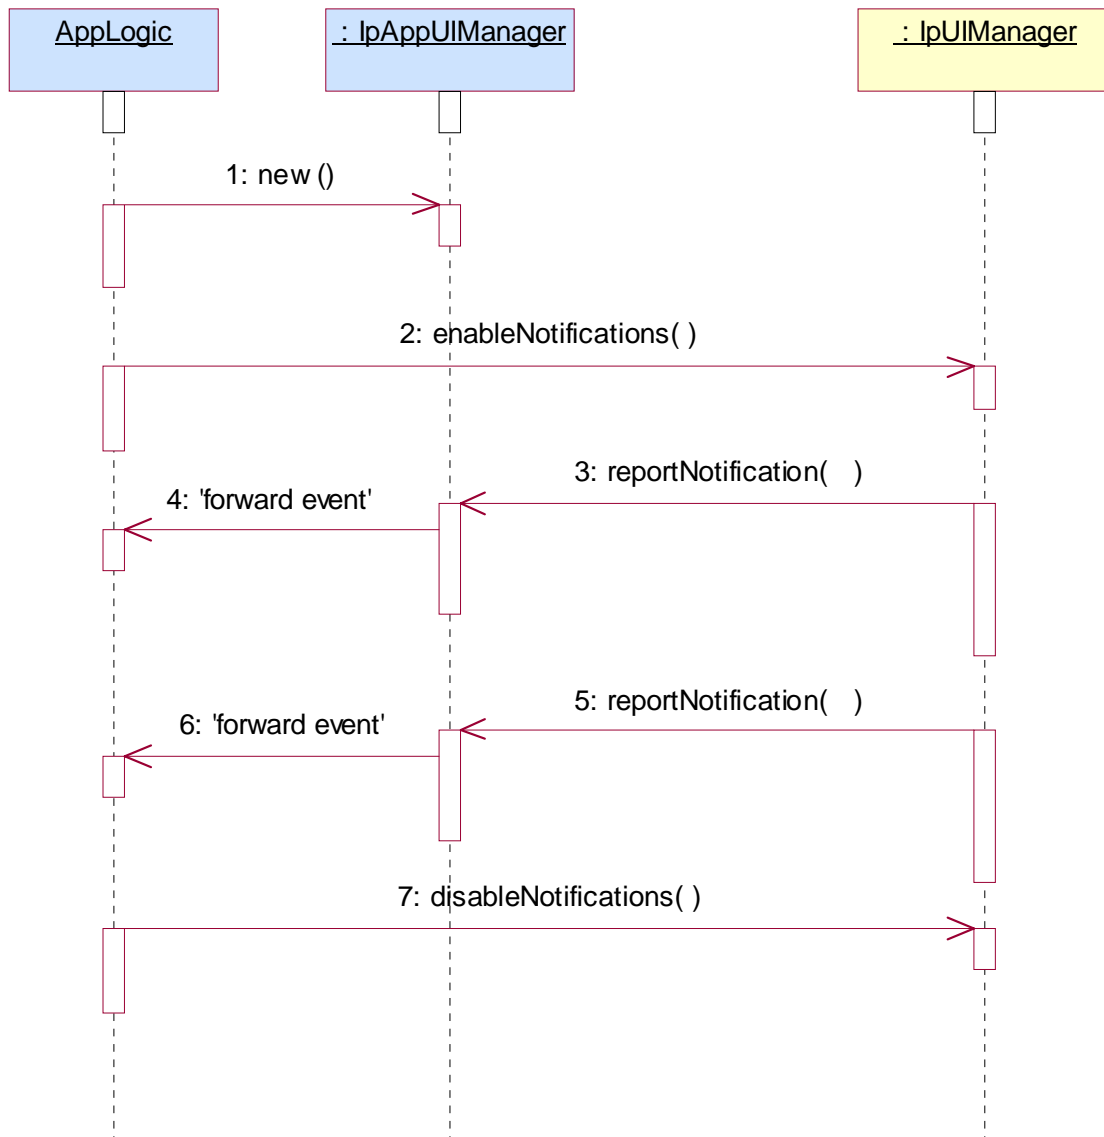 AppLogic
: IpAppUIManager
: IpUIManager
1: new ()
2: enableNotifications( )
3: reportNotification( )
4: 'forward event'
5: reportNotification( )
6: 'forward event'
7: disableNotifications( )